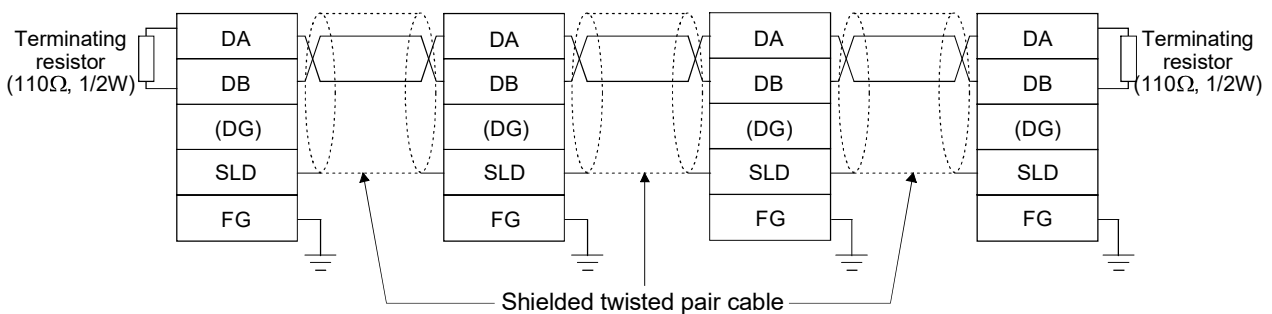 Terminating
resistor
(110Ω, 1/2W)
DA
DB
(DG)
SLD
FG
DA
DB
(DG)
SLD
FG
DA
DB
(DG)
SLD
FG
DA
DB
(DG)
SLD
FG
Terminating
resistor
(110Ω, 1/2W)
Shielded twisted pair cable